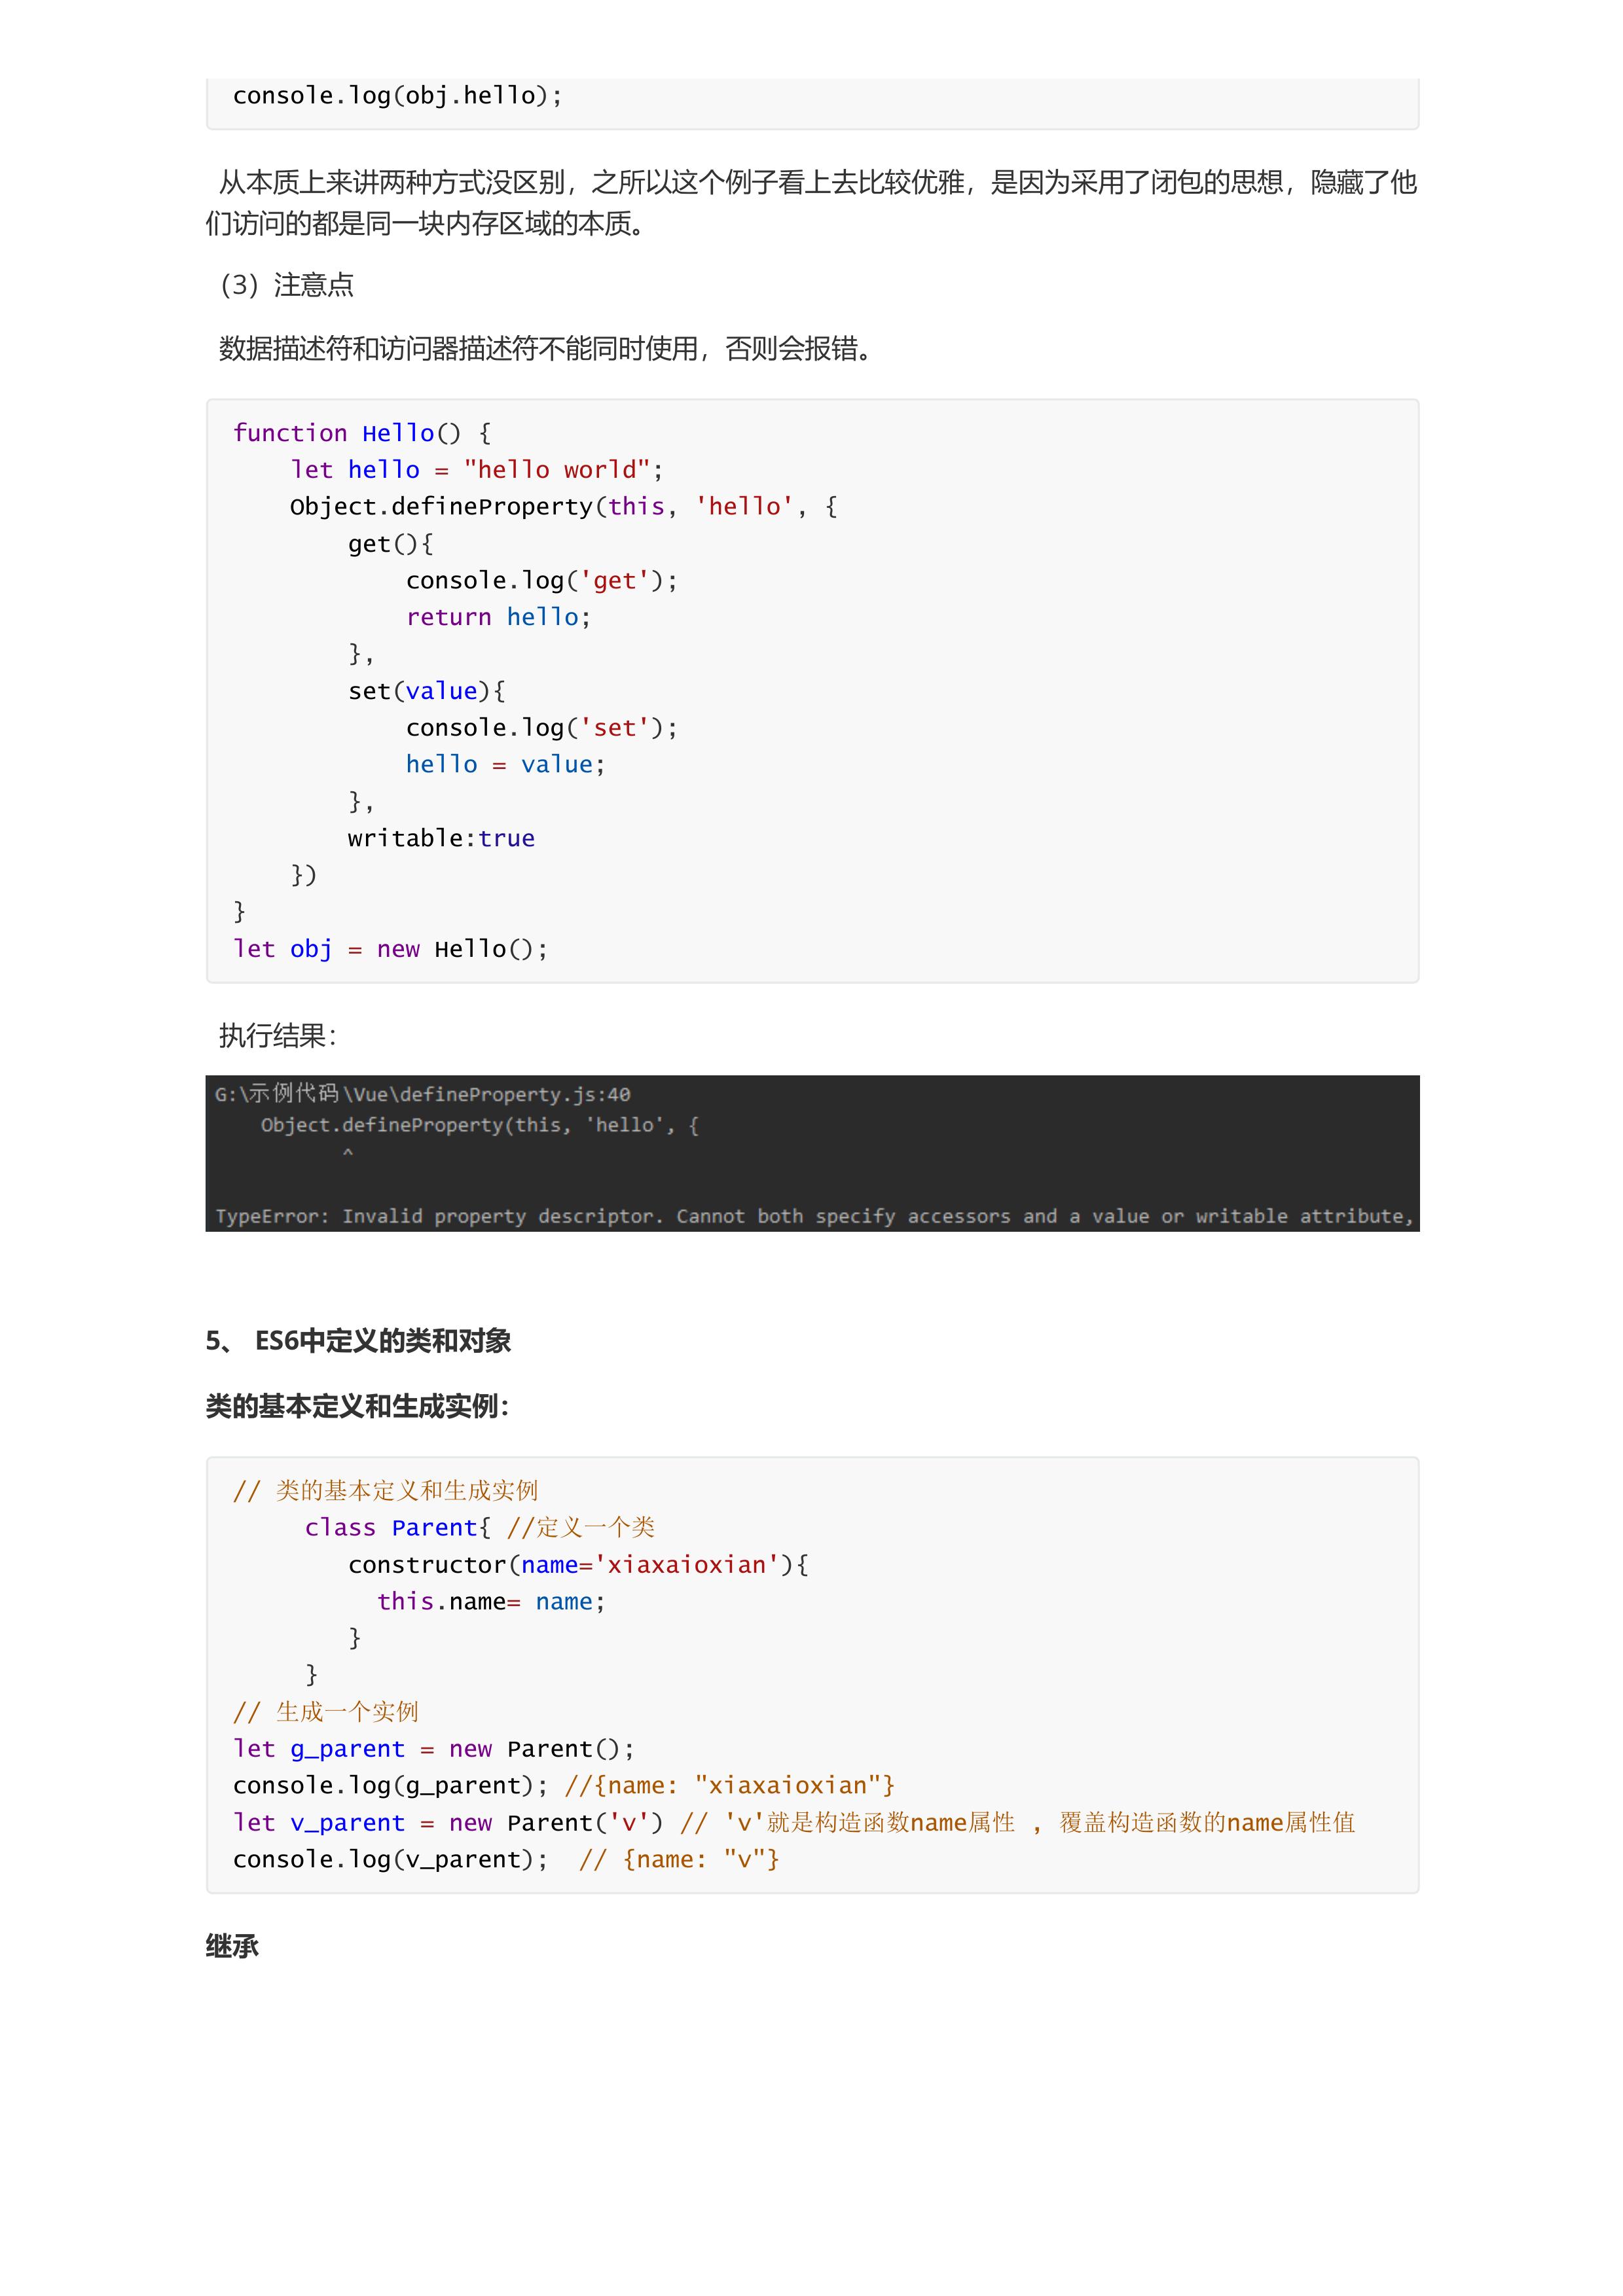 console.log(obj.hello);
从本质上来讲两种方式没区别，之所以这个例子看上去比较优雅，是因为采用了闭包的思想，隐藏了他
们访问的都是同一块内存区域的本质。
（3）注意点
数据描述符和访问器描述符不能同时使用，否则会报错。
function Hello() {
    let hello = "hello world";
    Object.defineProperty(this, 'hello', {
        get(){
            console.log('get');
            return hello;
        },
        set(value){
            console.log('set');
            hello = value;
        },
        writable:true
    })
}
let obj = new Hello();
执行结果：
G:\示例代码\Vue\defineProperty.js:40
    Object.defineProperty(this, 'hello', {
           ^
TypeError: Invalid property descriptor. Cannot both specify accessors and a value or writable attribute,
5、 ES6中定义的类和对象
类的基本定义和生成实例：
// 类的基本定义和生成实例
     class Parent{ //定义一个类
        constructor(name='xiaxaioxian'){
          this.name= name;
        }
     }
// 生成一个实例
let g_parent = new Parent();
console.log(g_parent); //{name: "xiaxaioxian"}
let v_parent = new Parent('v') // 'v'就是构造函数name属性 , 覆盖构造函数的name属性值
console.log(v_parent);  // {name: "v"}
继承